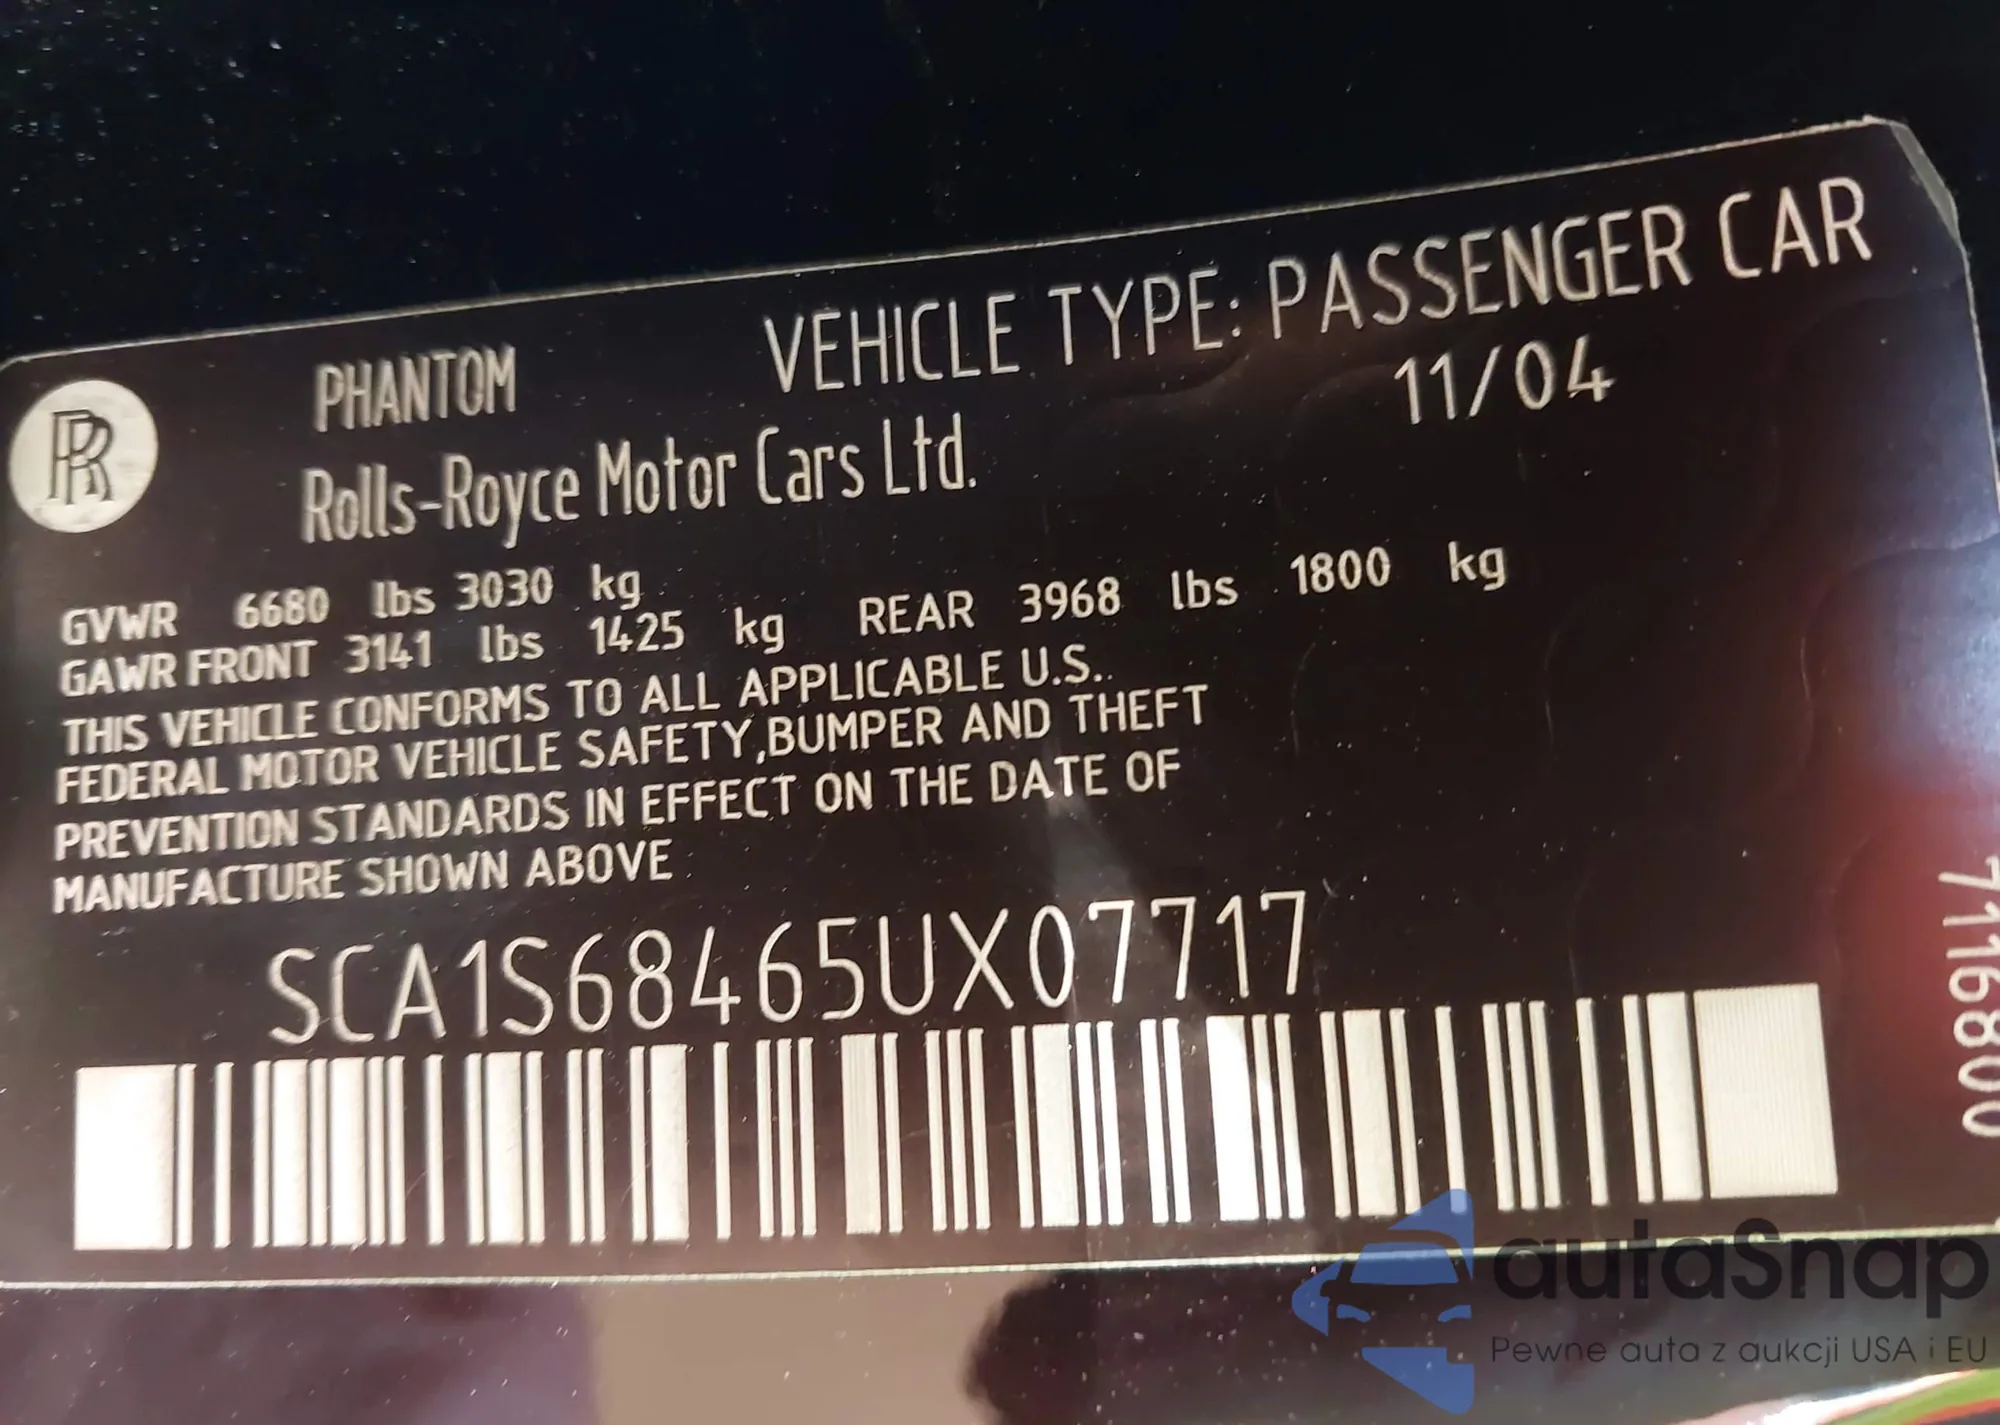 PHANTOM VEHICLE TYPE: PASSENGER CAR
Rolls-Royce Motor Cars Ltd. 11/04
GVWR 6680 lbs 3030 kg
GAWR FRONT 3141 lbs 1425 kg REAR 3968 lbs 1800 kg
THIS VEHICLE CONFORMS TO ALL APPLICABLE U.S..
FEDERAL MOTOR VEHICLE SAFETY,BUMPER AND THEFT
PREVENTION STANDARDS IN EFFECT ON THE DATE OF
MANUFACTURE SHOWN ABOVE
SCA1S68465UX07717
7116800
RR
autaSnap
Pewne auta z aukcji USA i EU